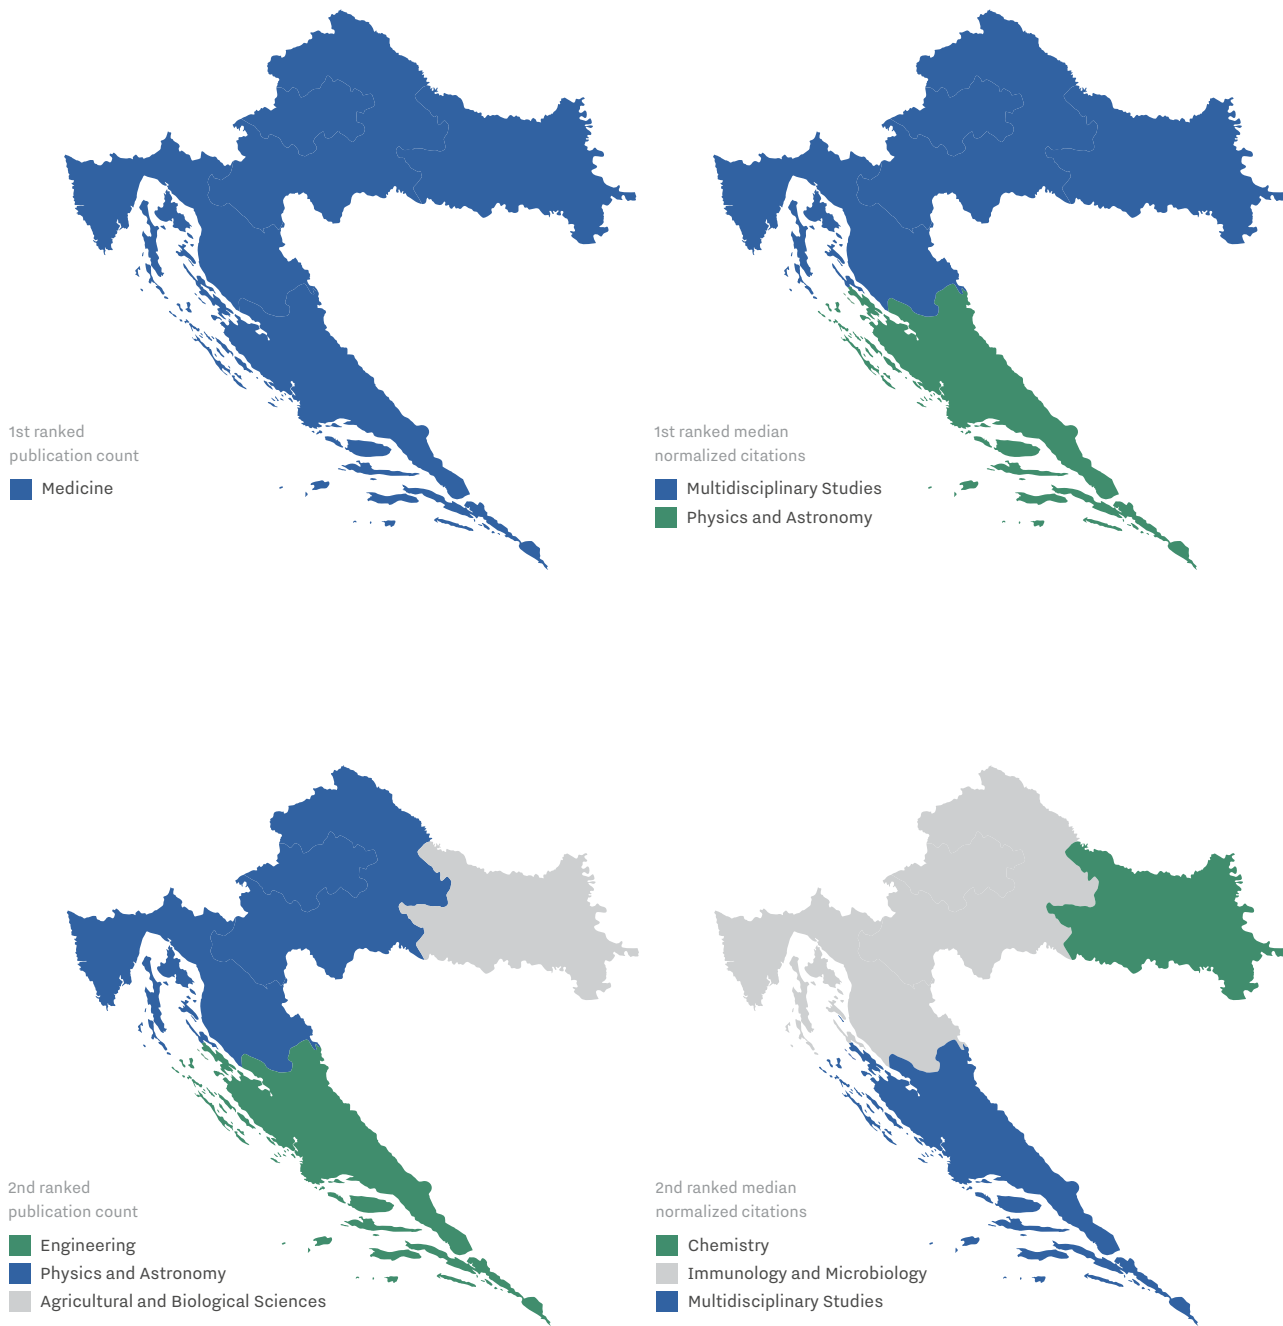 1st ranked
publication count
Medicine
1st ranked median
normalized citations
Multidisciplinary Studies
Physics and Astronomy
2nd ranked
publication count
Engineering
Physics and Astronomy
Agricultural and Biological Sciences
2nd ranked median
normalized citations
Chemistry
Immunology and Microbiology
Multidisciplinary Studies